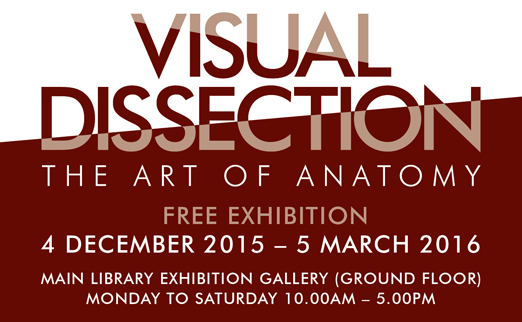 VISUAL
DISSECTION
THE ART OF ANATOMY
FREE EXHIBITION
4 DECEMBER 2015 – 5 MARCH 2016
MAIN LIBRARY EXHIBITION GALLERY (GROUND FLOOR)
MONDAY TO SATURDAY 10.00AM – 5.00PM